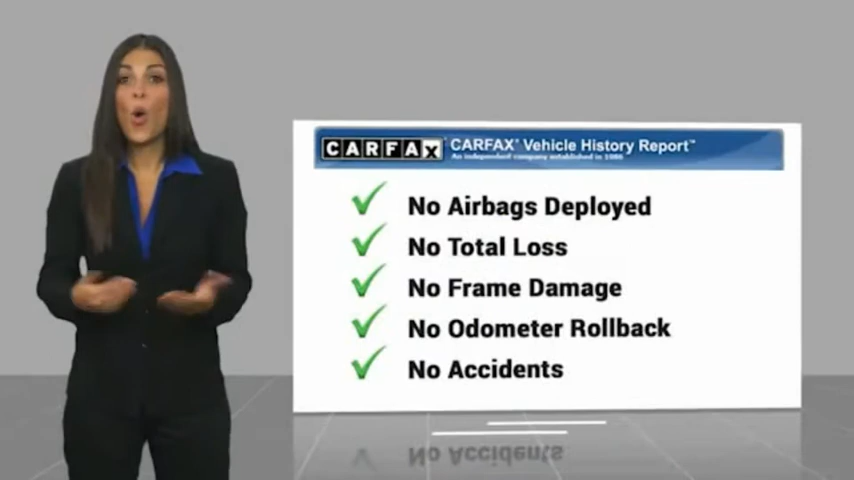 CARFAX CARFAX® Vehicle History Report™
An independent company established in 1986
No Airbags Deployed
No Total Loss
No Frame Damage
No Odometer Rollback
No Accidents
No Accidents